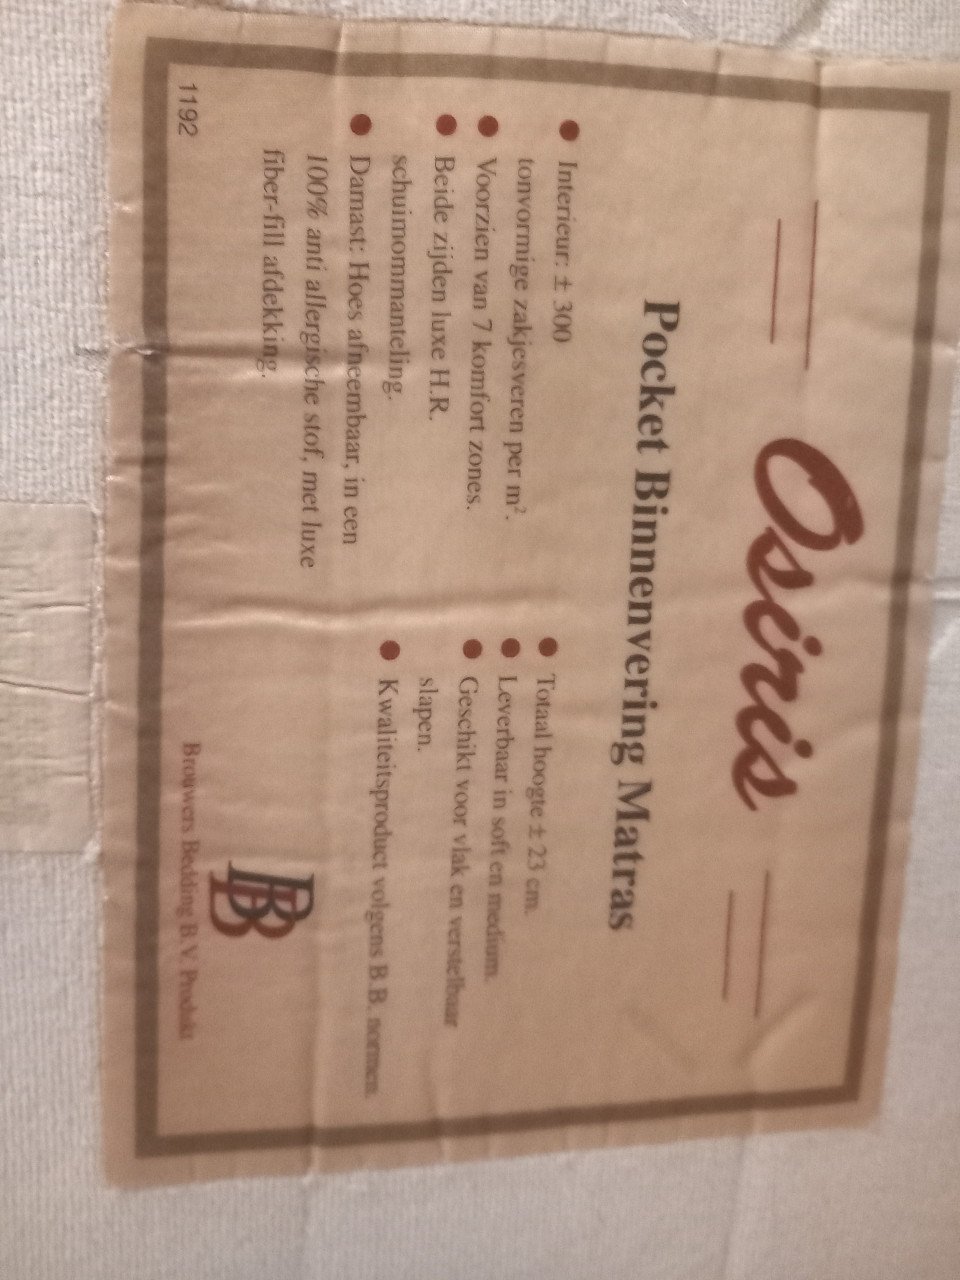 Osiris
Pocket Binnenvering Matras
● Interieur: ± 300
tonvormige zakjesveren per m².
● Voorzien van 7 komfort zones.
● Beide zijden luxe H.R.
schuimommanteling.
● Damast: Hoes afneembaar, in een
100% anti allergische stof, met luxe
fiber-fill afdekking.
● Totaal hoogte ± 23 cm.
● Leverbaar in soft en medium.
● Geschikt voor vlak en verstelbaar
slapen.
● Kwaliteitsproduct volgens B.B. normen.
BB
1192
Brouwers Bedding B.V. Produkt